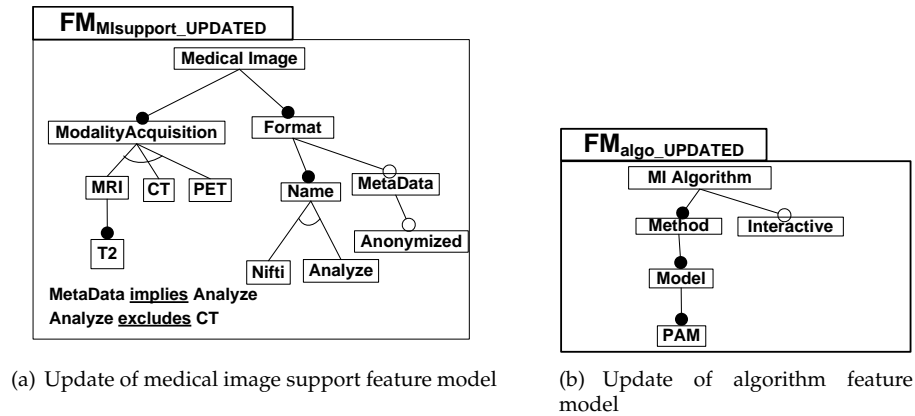 FMMIsupport_UPDATED
Medical Image
ModalityAcquisition
Format
MRI
CT
PET
Name
MetaData
T2
Anonymized
Nifti
Analyze
MetaData implies Analyze
Analyze excludes CT
(a) Update of medical image support feature model
FMalgo_UPDATED
MI Algorithm
Method
Interactive
Model
PAM
(b) Update of algorithm feature
model